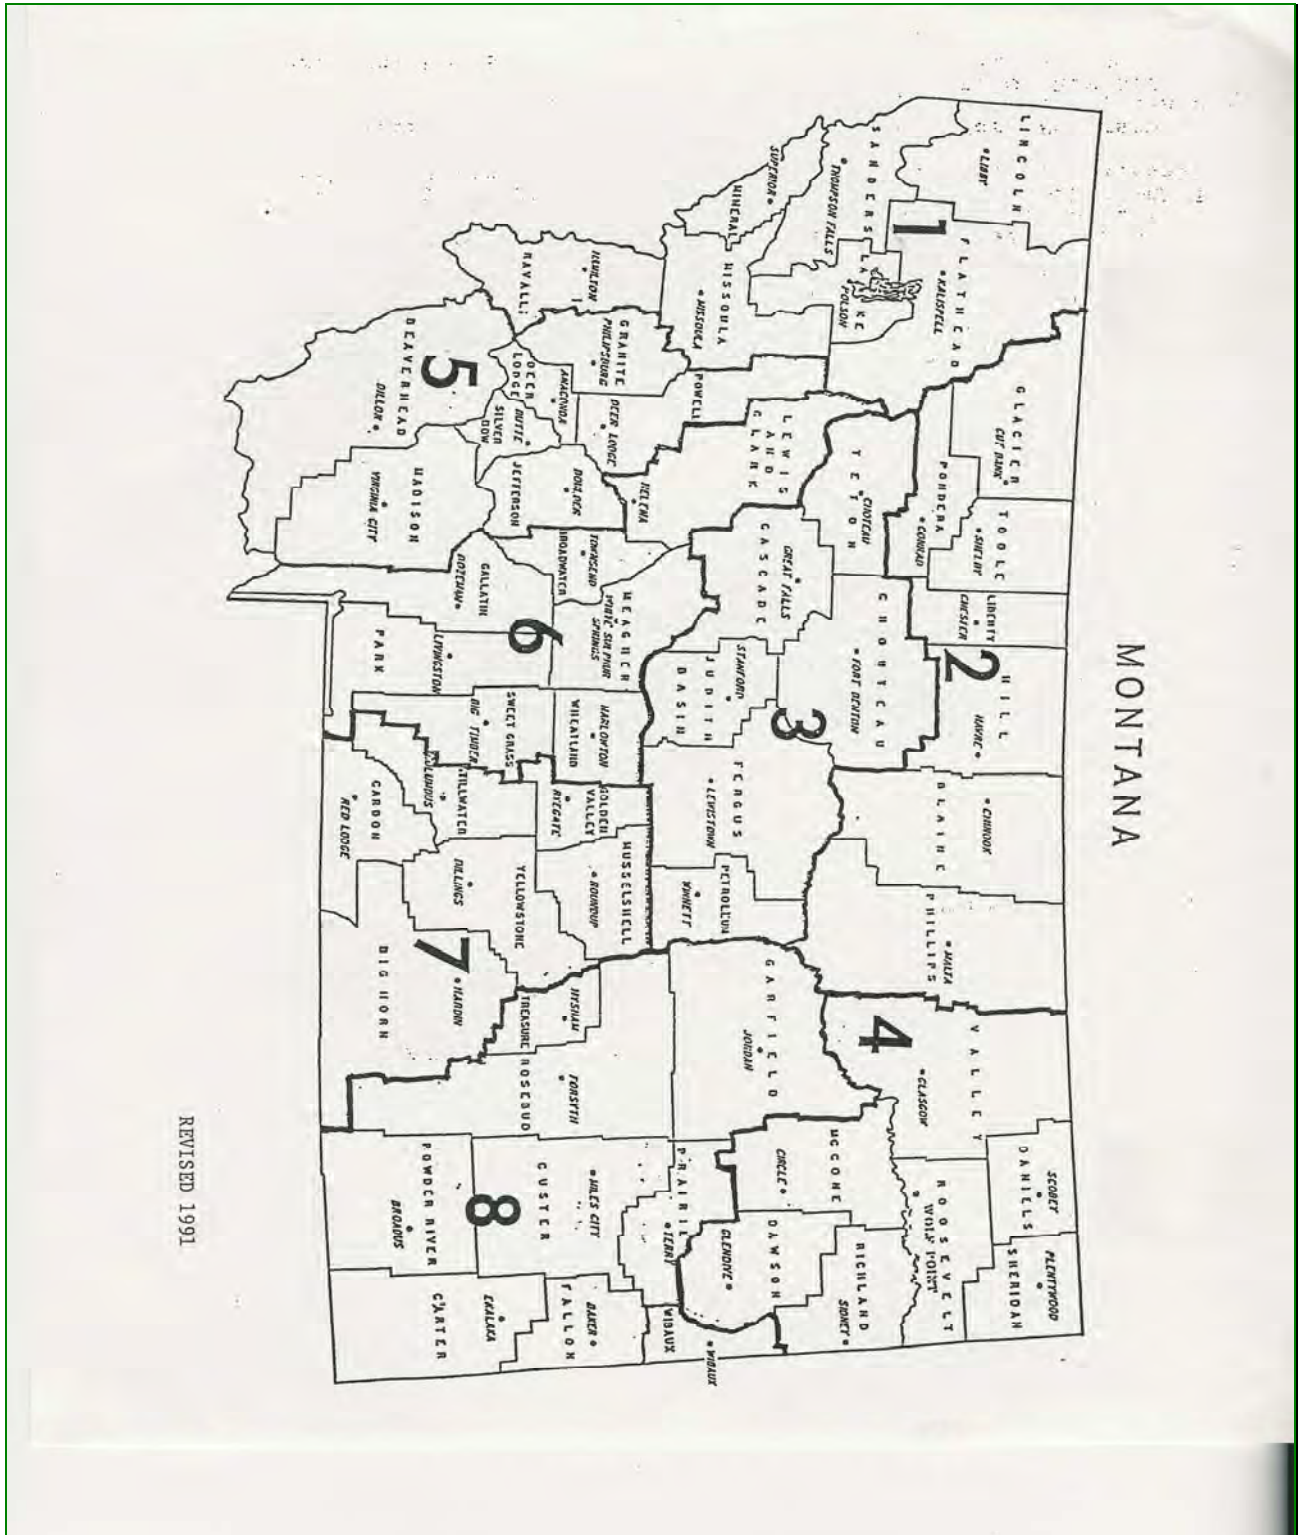 MONTANA
LINCOLN
LIBBY
FLATHEAD
KALISPELL
1
SANDERS
THOMPSON FALLS
LAKE
POLSON
SUPERIOR
MINERAL
MISSOULA
MISSOULA
RAVALLI
HAMILTON
GRANITE
PHILIPSBURG
POWELL
DEER LODGE
DEER
LODGE
ANACONDA
BUTTE
SILVER
BOW
BEAVERHEAD
DILLON
5
MADISON
VIRGINIA CITY
JEFFERSON
BOULDER
LEWIS
AND
CLARK
HELENA
GLACIER
CUT BANK
PONDERA
CONRAD
TETON
CHOTEAU
TOOLE
SHELBY
LIBERTY
CHESTER
HILL
HAVRE
2
BLAINE
CHINOOK
PHILLIPS
MALTA
CASCADE
GREAT FALLS
CHOUTEAU
FORT BENTON
3
JUDITH
BASIN
STANFORD
FERGUS
LEWISTOWN
PETROLEUM
WINNETT
BROADWATER
TOWNSEND
MEAGHER
WHITE SULPHUR
SPRINGS
GALLATIN
BOZEMAN
6
PARK
LIVINGSTON
SWEET GRASS
BIG TIMBER
WHEATLAND
HARLOWTON
GOLDEN
VALLEY
RYEGATE
MUSSELSHELL
ROUNDUP
STILLWATER
COLUMBUS
CARBON
RED LODGE
YELLOWSTONE
BILLINGS
BIG HORN
HARDIN
7
VALLEY
GLASGOW
4
DANIELS
SCOBEY
SHERIDAN
PLENTYWOOD
ROOSEVELT
WOLF POINT
RICHLAND
SIDNEY
MCCONE
CIRCLE
DAWSON
GLENDIVE
GARFIELD
JORDAN
TREASURE
HYSHAM
ROSEBUD
FORSYTH
PRAIRIE
TERRY
WIBAUX
WIBAUX
CUSTER
MILES CITY
8
FALLON
BAKER
POWDER RIVER
BROADUS
CARTER
EKALAKA
REVISED 1991